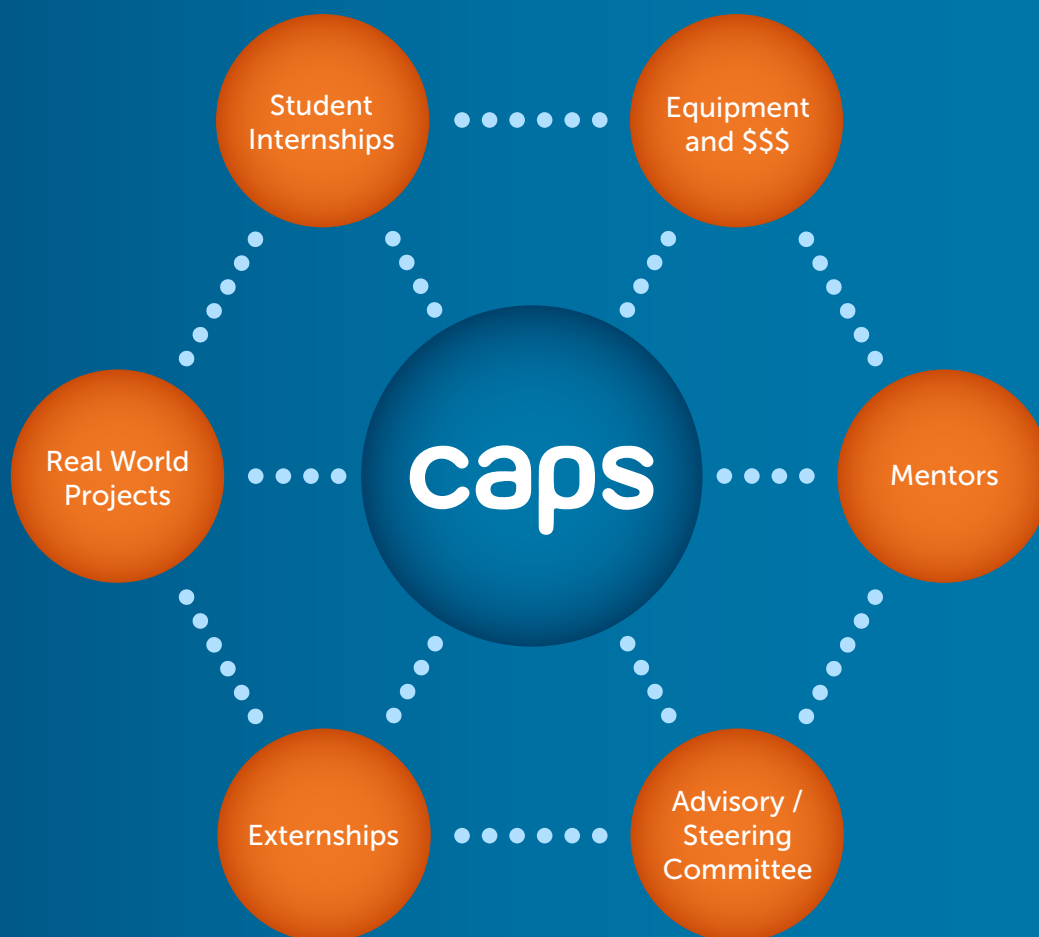 Student
Internships
Equipment
and $$$
Real World
Projects
caps
Mentors
Externships
Advisory /
Steering
Committee